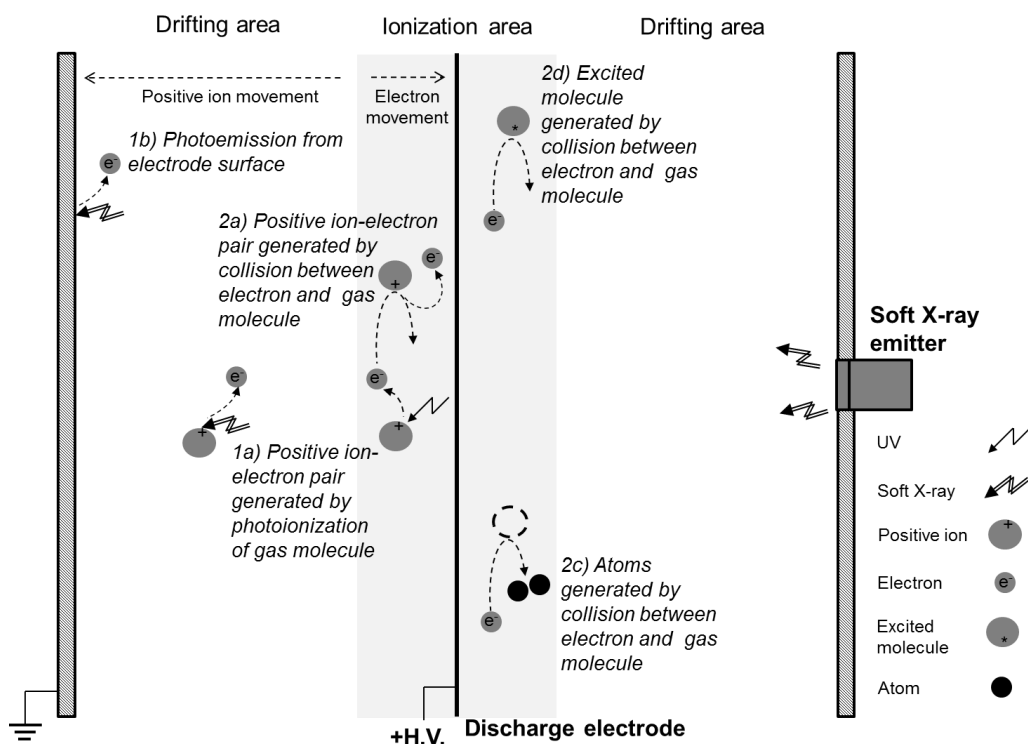 Drifting area
Ionization area
Drifting area
Positive ion movement
Electron
movement
1b) Photoemission from
electrode surface
e-
2a) Positive ion-electron
pair generated by
collision between
electron and gas
molecule
e-
+
e-
+
e-
+
1a) Positive ion-
electron pair
generated by
photoionization
of gas molecule
2d) Excited
molecule
generated by
collision between
electron and gas
molecule
*
e-
2c) Atoms
generated by
collision between
electron and gas
molecule
e-
+H.V.
Discharge electrode
Soft X-ray
emitter
UV
Soft X-ray
Positive ion
+
Electron
e-
Excited
molecule
*
Atom